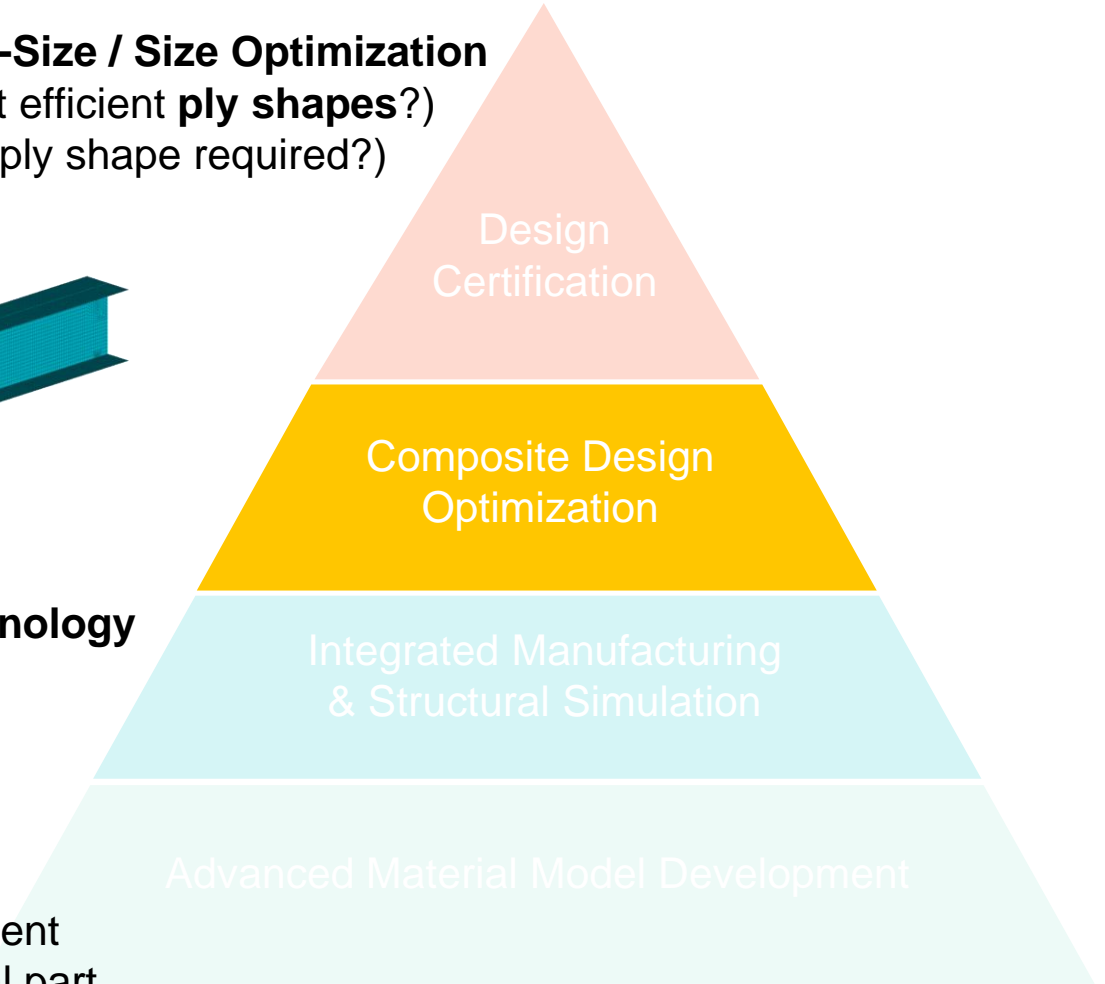 -Size / Size Optimization
t efficient ply shapes?)
ply shape required?)
Design
Certification
Composite Design
Optimization
nology
Integrated Manufacturing
& Structural Simulation
Advanced Material Model Development
ent
l part